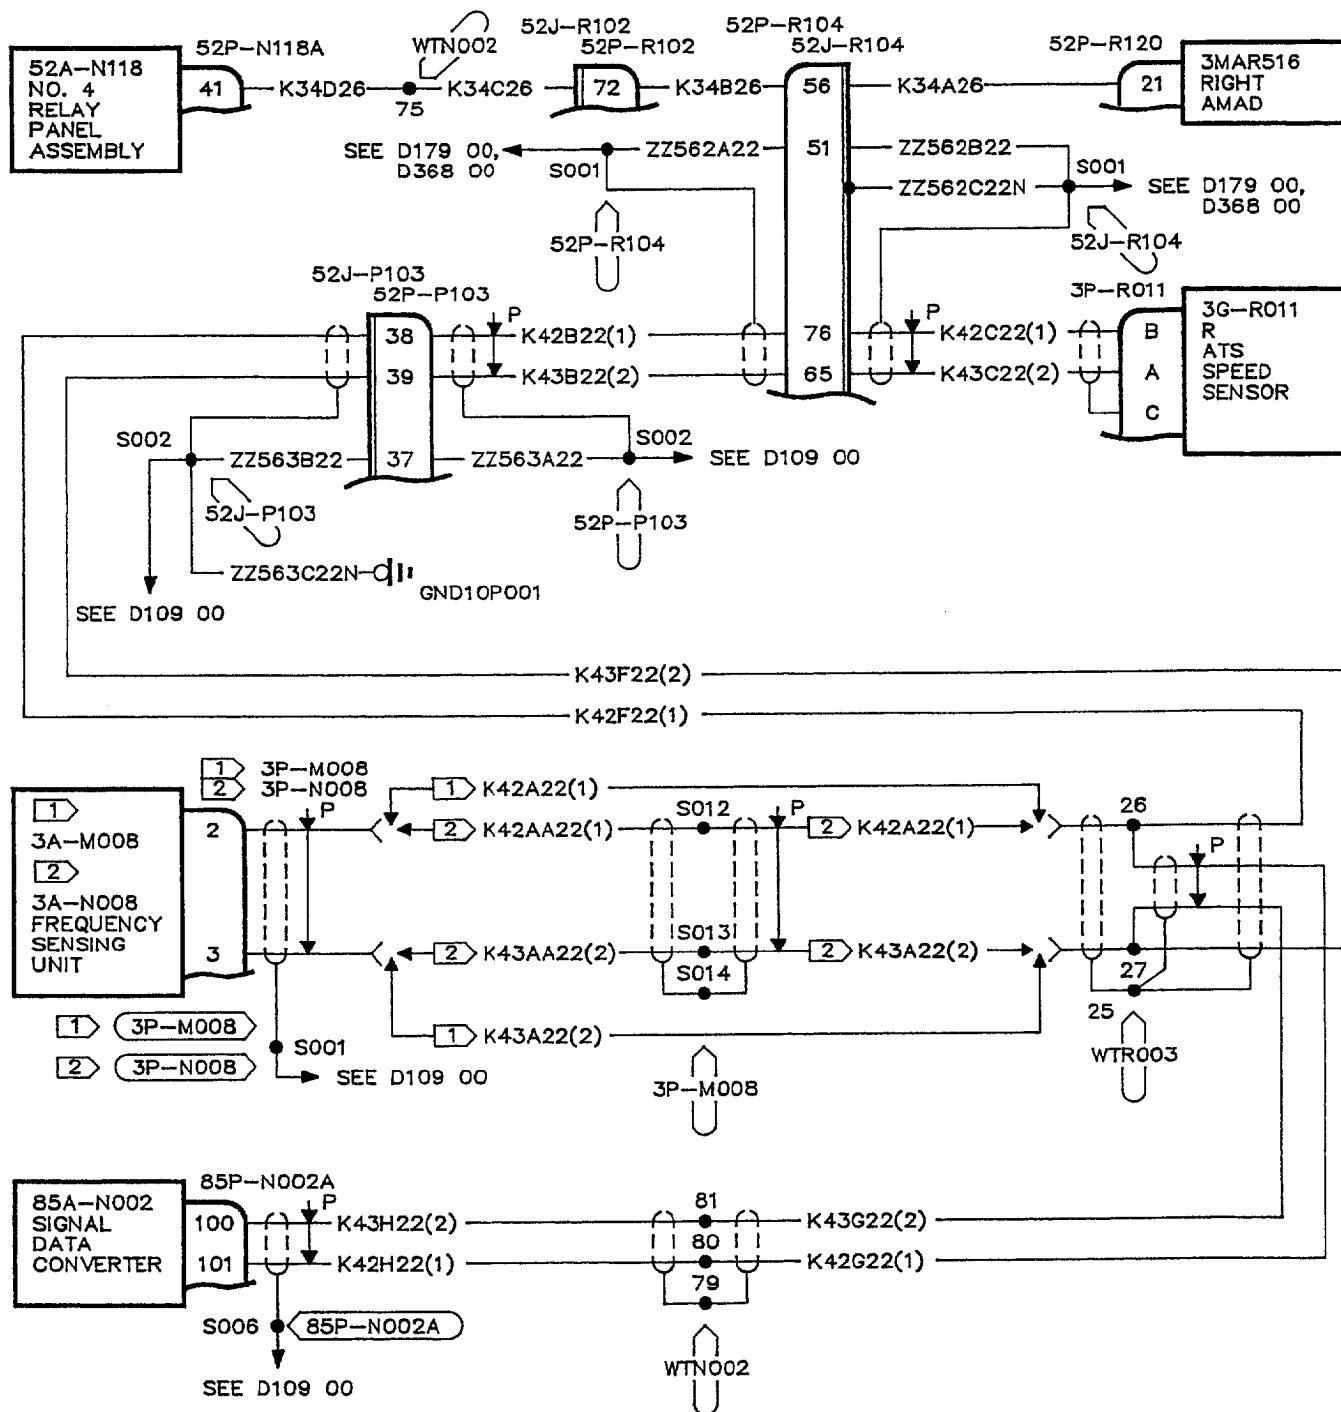 52J-R102
52P-R104
52P-N118A
WTN002
52P-R102
52J-R104
52P-R120
52A-N118
NO. 4
RELAY
PANEL
ASSEMBLY
41
K34D26
75
K34C26
72
K34B26
56
K34A26
21
3MAR516
RIGHT
AMAD
SEE D179 00,
D368 00
S001
ZZ562A22
51
ZZ562B22
ZZ562C22N
S001
SEE D179 00,
D368 00
52P-R104
52J-R104
52J-P103
52P-P103
3P-R011
38
P
K42B22(1)
76
P
K42C22(1)
B
39
K43B22(2)
65
K43C22(2)
A
C
3G-R011
R
ATS
SPEED
SENSOR
S002
ZZ563B22
37
ZZ563A22
S002
SEE D109 00
52J-P103
52P-P103
ZZ563C22N
GND10P001
SEE D109 00
K43F22(2)
K42F22(1)
1 3P-M008
2 3P-N008
1
3A-M008
2
3A-N008
FREQUENCY
SENSING
UNIT
2
P
1 K42A22(1)
2 K42AA22(1)
S012
P
2 K42A22(1)
26
P
3
2 K43AA22(2)
S013
S014
2 K43A22(2)
27
25
1 3P-M008
2 3P-N008
S001
SEE D109 00
1 K43A22(2)
3P-M008
WTR003
85P-N002A
85A-N002
SIGNAL
DATA
CONVERTER
100
P
K43H22(2)
81
K43G22(2)
101
K42H22(1)
80
K42G22(1)
79
S006
85P-N002A
WTN002
SEE D109 00